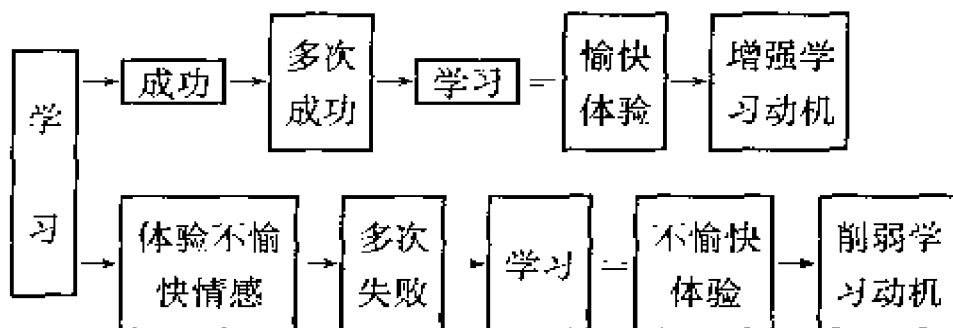 学习
成功
多次
成功
学习
=
愉快
体验
增强学
习动机
体验不愉
快情感
多次
失败
学习
=
不愉快
体验
削弱学
习动机